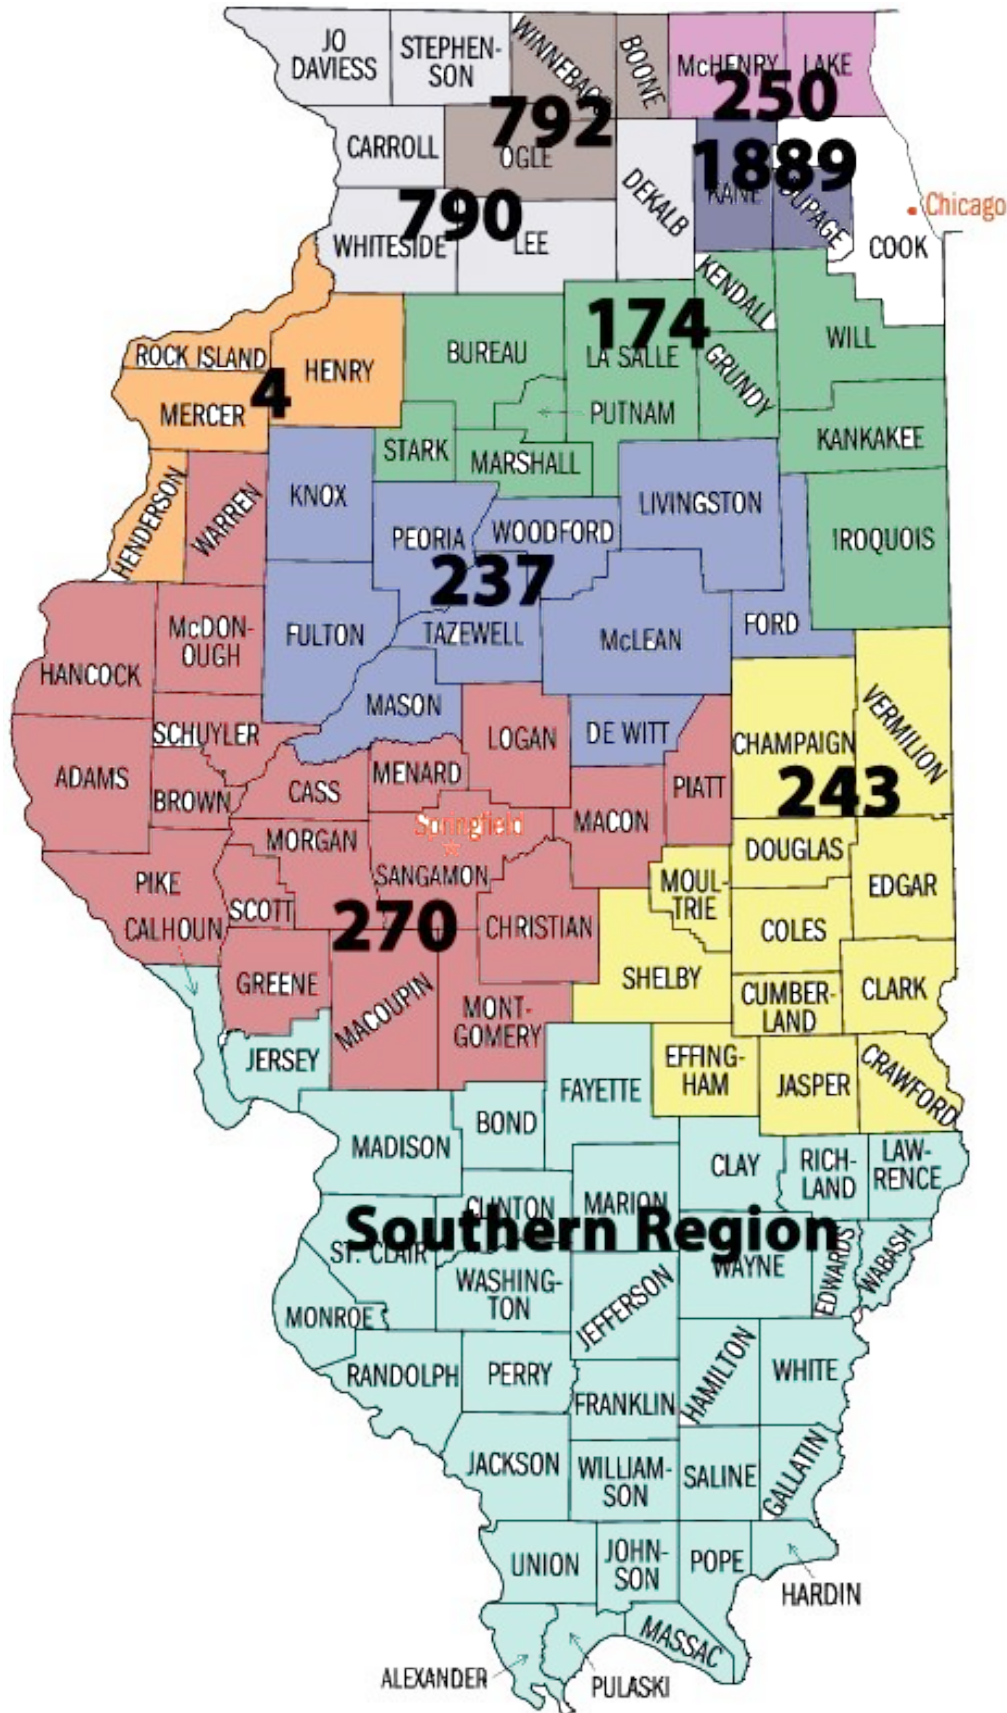 JO
DAVIESS
STEPHEN-
SON
WINNEBAGO
BOONE
McHENRY
LAKE
250
792
CARROLL
OGLE
1889
KANE
DUPAGE
DEKALB
790
WHITESIDE
LEE
Chicago
COOK
KENDALL
174
ROCK ISLAND
HENRY
BUREAU
LA SALLE
GRUNDY
WILL
4
MERCER
PUTNAM
STARK
MARSHALL
KANKAKEE
HENDERSON
WARREN
KNOX
PEORIA
WOODFORD
LIVINGSTON
IROQUOIS
237
HANCOCK
McDON-
OUGH
FULTON
TAZEWELL
McLEAN
FORD
MASON
SCHUYLER
LOGAN
DE WITT
CHAMPAIGN
VERMILION
ADAMS
BROWN
CASS
MENARD
PIATT
243
MORGAN
Springfield
MACON
DOUGLAS
PIKE
SCOTT
SANGAMON
MOUL-
TRIE
EDGAR
CALHOUN
270
CHRISTIAN
COLES
GREENE
MACOUPIN
MONT-
GOMERY
SHELBY
CUMBER-
LAND
CLARK
JERSEY
FAYETTE
EFFING-
HAM
JASPER
CRAWFORD
MADISON
BOND
CLAY
RICH-
LAND
LAW-
RENCE
CLINTON
MARION
Southern Region
ST. CLAIR
WASHING-
TON
JEFFERSON
WAYNE
EDWARDS
WABASH
MONROE
RANDOLPH
PERRY
FRANKLIN
HAMILTON
WHITE
JACKSON
WILLIAM-
SON
SALINE
GALLATIN
UNION
JOHN-
SON
POPE
HARDIN
ALEXANDER
PULASKI
MASSAC